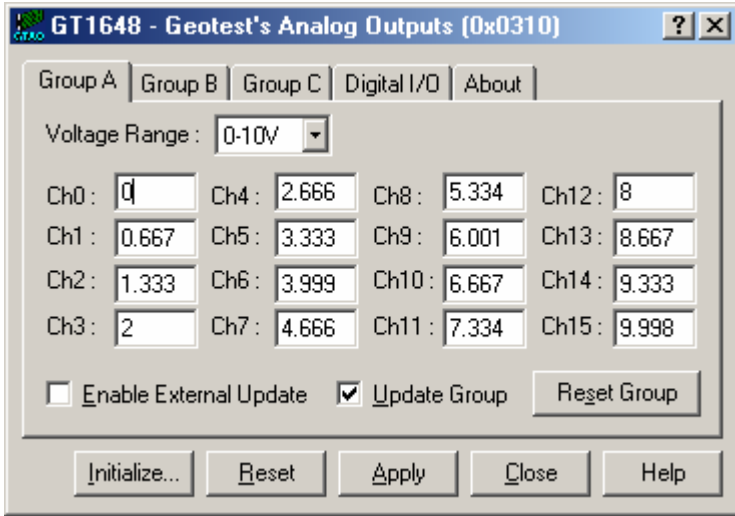 GTAO GT1648 - Geotest's Analog Outputs (0x0310) ? X
Group A Group B Group C Digital I/O About
Voltage Range : 0-10V
Ch0 : 0 Ch4 : 2.666 Ch8 : 5.334 Ch12 : 8
Ch1 : 0.667 Ch5 : 3.333 Ch9 : 6.001 Ch13 : 8.667
Ch2 : 1.333 Ch6 : 3.999 Ch10 : 6.667 Ch14 : 9.333
Ch3 : 2 Ch7 : 4.666 Ch11 : 7.334 Ch15 : 9.998
Enable External Update Update Group Reset Group
Initialize... Reset Apply Close Help